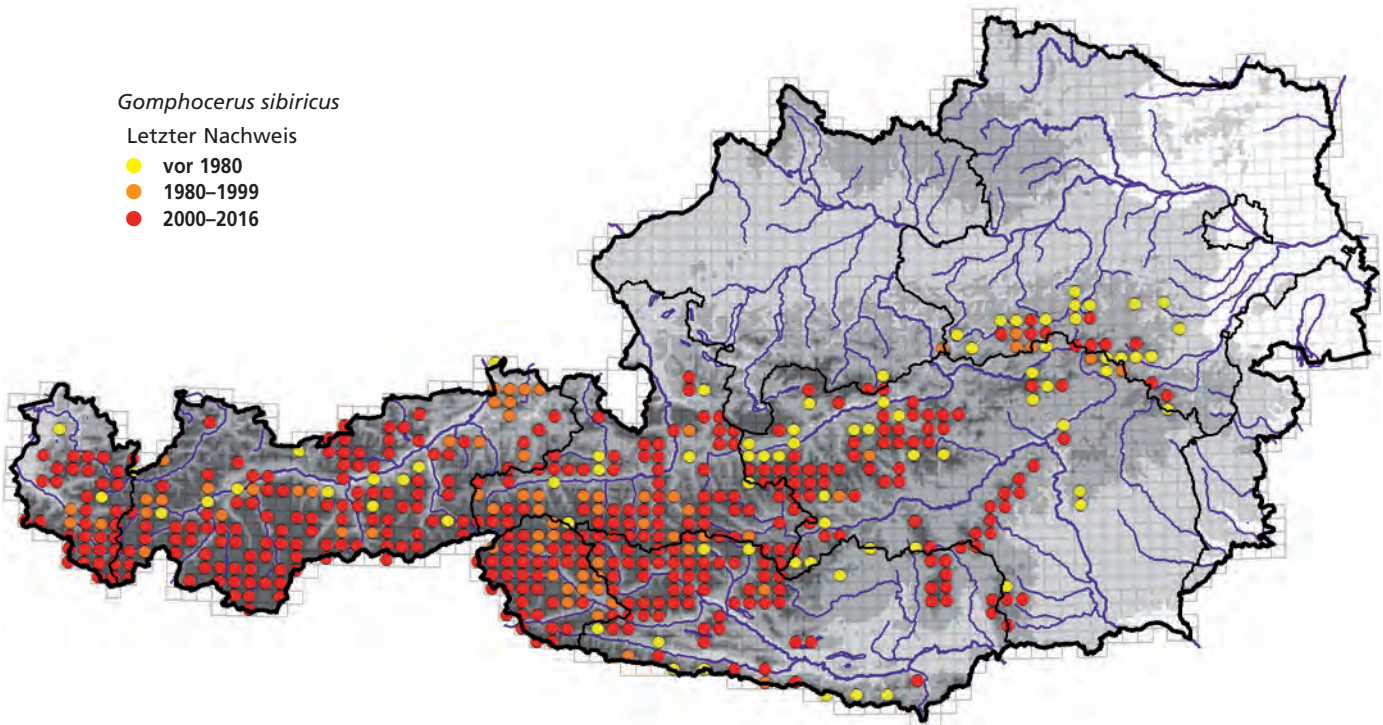 Gomphocerus sibiricus
Letzter Nachweis
vor 1980
1980–1999
2000–2016